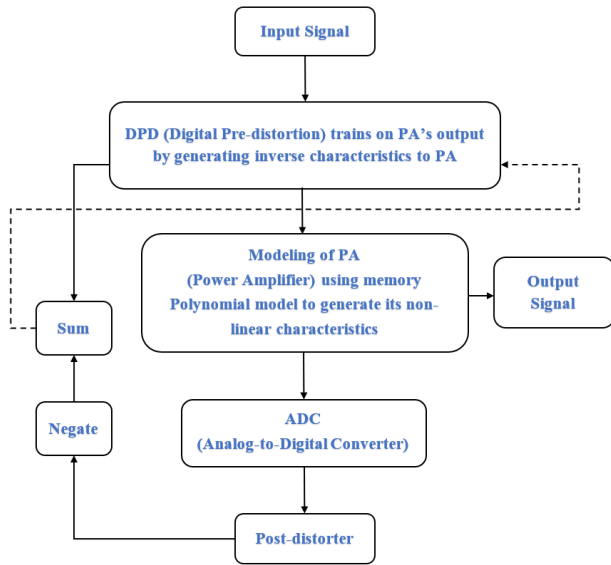 Input Signal
DPD (Digital Pre-distortion) trains on PA’s output
by generating inverse characteristics to PA
Modeling of PA
(Power Amplifier) using memory
Polynomial model to generate its non-
linear characteristics
Output
Signal
Sum
ADC
(Analog-to-Digital Converter)
Negate
Post-distorter